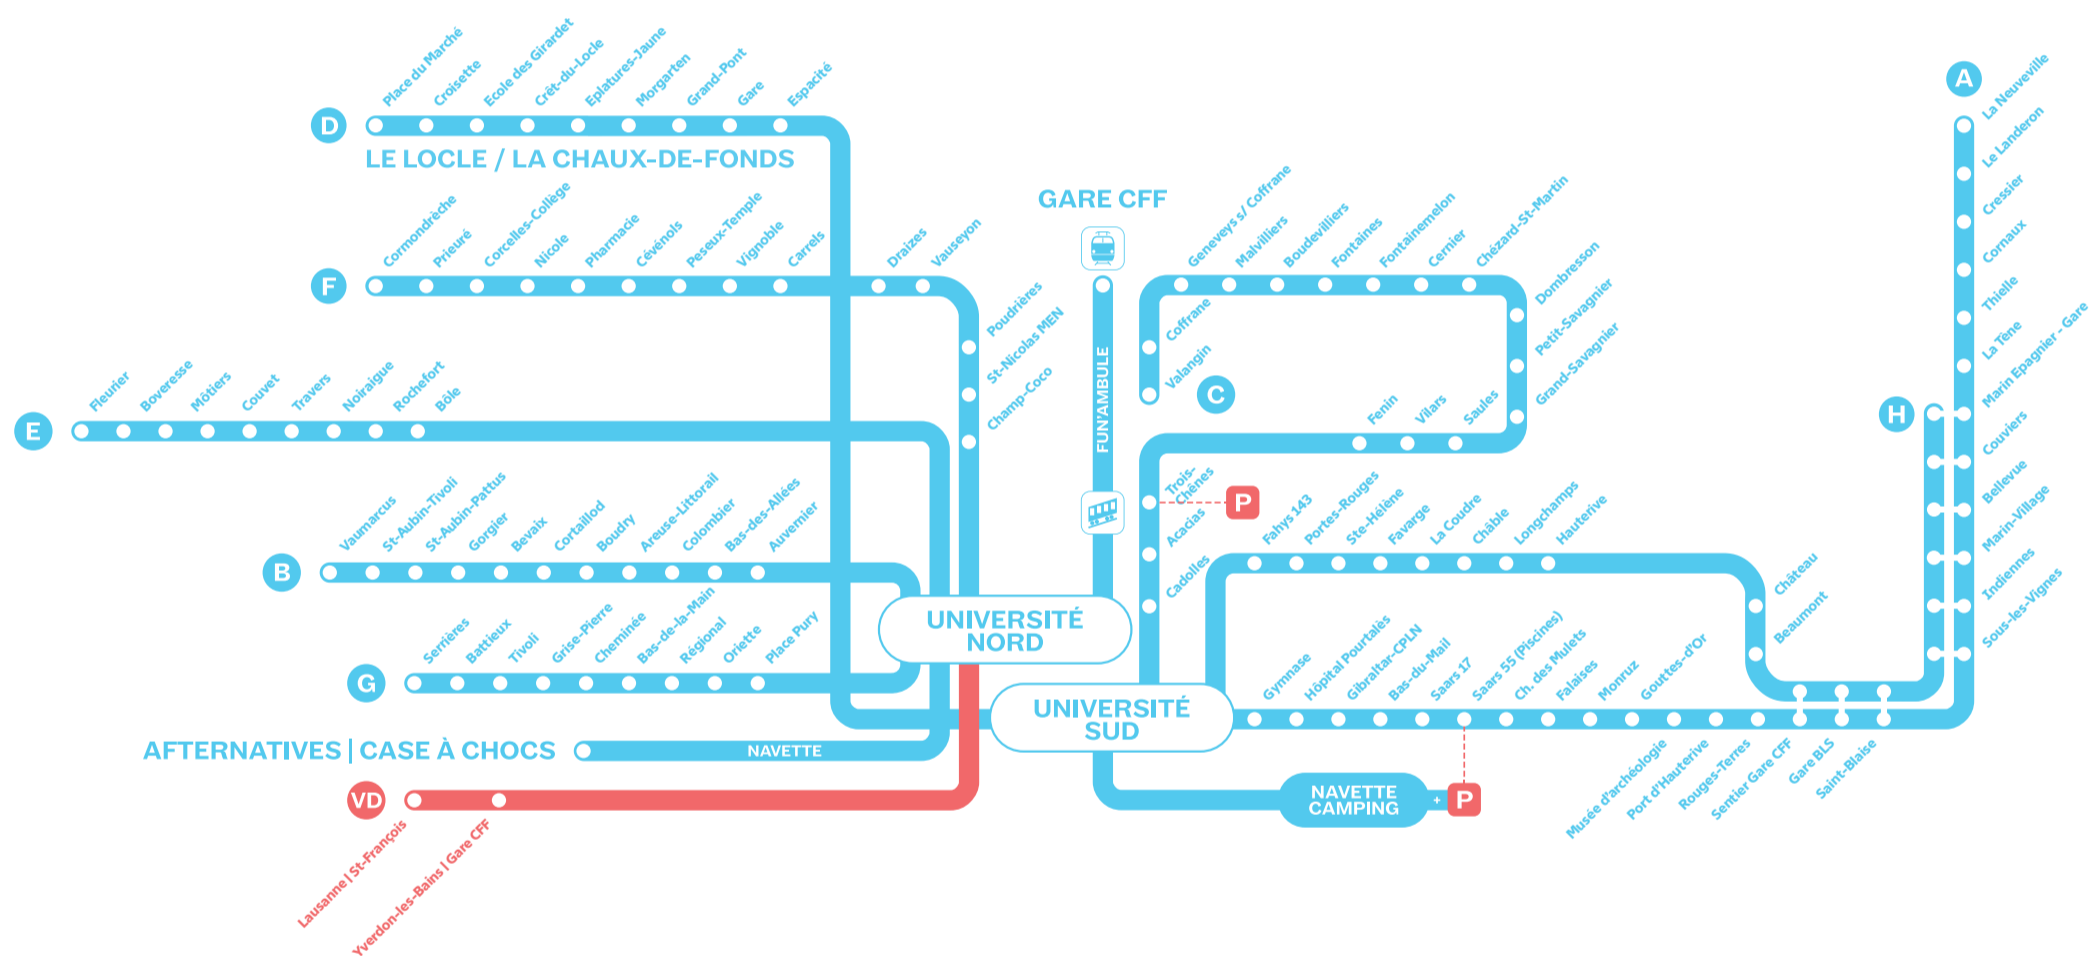 D
Place du Marché
Croisette
Ecole des Girardet
Crêt-du-Locle
Eplatures-Jaune
Morgarten
Grand-Pont
Gare
Espacité
LE LOCLE / LA CHAUX-DE-FONDS
F
Cormondrèche
Prieuré
Corcelles-Collège
Nicole
Pharmacie
Cévénols
Peseux-Temple
Vignoble
Carrels
Draizes
Vauseyon
Poudrières
St-Nicolas MEN
Champ-Coco
E
Fleurier
Boveresse
Môtiers
Couvet
Travers
Noiraigue
Rochefort
Bôle
B
Vaumarcus
St-Aubin-Tivoli
St-Aubin-Pattus
Gorgier
Bevaix
Cortaillod
Boudry
Areuse-Littorail
Colombier
Bas-des-Allées
Auvernier
G
Serrières
Battieux
Tivoli
Grise-Pierre
Cheminée
Bas-de-la-Main
Régional
Oriette
Place Pury
AFTERNATIVES | CASE À CHOCS
NAVETTE
VD
Lausanne | St-François
Yverdon-les-Bains | Gare CFF
GARE CFF
FUN'AMBULE
UNIVERSITÉ
NORD
UNIVERSITÉ
SUD
C
Valangin
Coffrane
Geneveys s/ Coffrane
Malvilliers
Boudevilliers
Fontaines
Fontainemelon
Cernier
Chézard-St-Martin
Dombresson
Petit-Savagnier
Grand-Savagnier
Saules
Vilars
Fenin
Trois-
Chênes
P
Acacias
Cadolles
Fahys 143
Portes-Rouges
Ste-Hélène
Favarge
La Coudre
Châble
Longchamps
Hauterive
Château
Beaumont
Gymnase
Hôpital Pourtalès
Gibraltar-CPLN
Bas-du-Mail
Saars 17
Saars 55 (Piscines)
Ch. des Mulets
Falaises
Monruz
Gouttes-d'Or
Musée d'archéologie
Port d'Hauterive
Rouges-Terres
Sentier Gare CFF
Gare BLS
Saint-Blaise
NAVETTE
CAMPING
+
P
A
La Neuveville
Le Landeron
Cressier
Cornaux
Thielle
La Tène
H
Marin Epagnier - Gare
Couviers
Bellevue
Marin-Village
Indiennes
Sous-les-Vignes